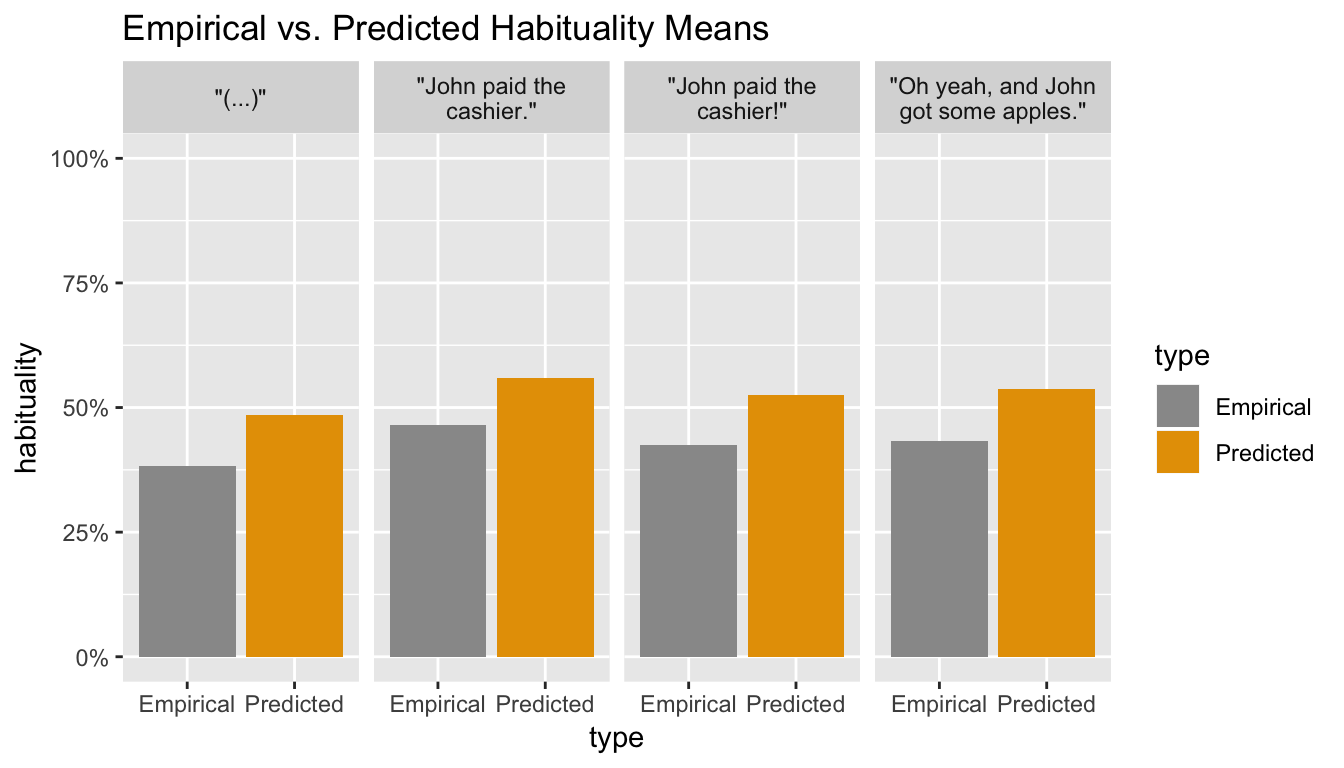 Empirical vs. Predicted Habituality Means
"(...)"
"John paid the
cashier."
"John paid the
cashier!"
"Oh yeah, and John
got some apples."
100%
75%
50%
25%
0%
habituality
Empirical Predicted
Empirical Predicted
Empirical Predicted
Empirical Predicted
type
type
Empirical
Predicted